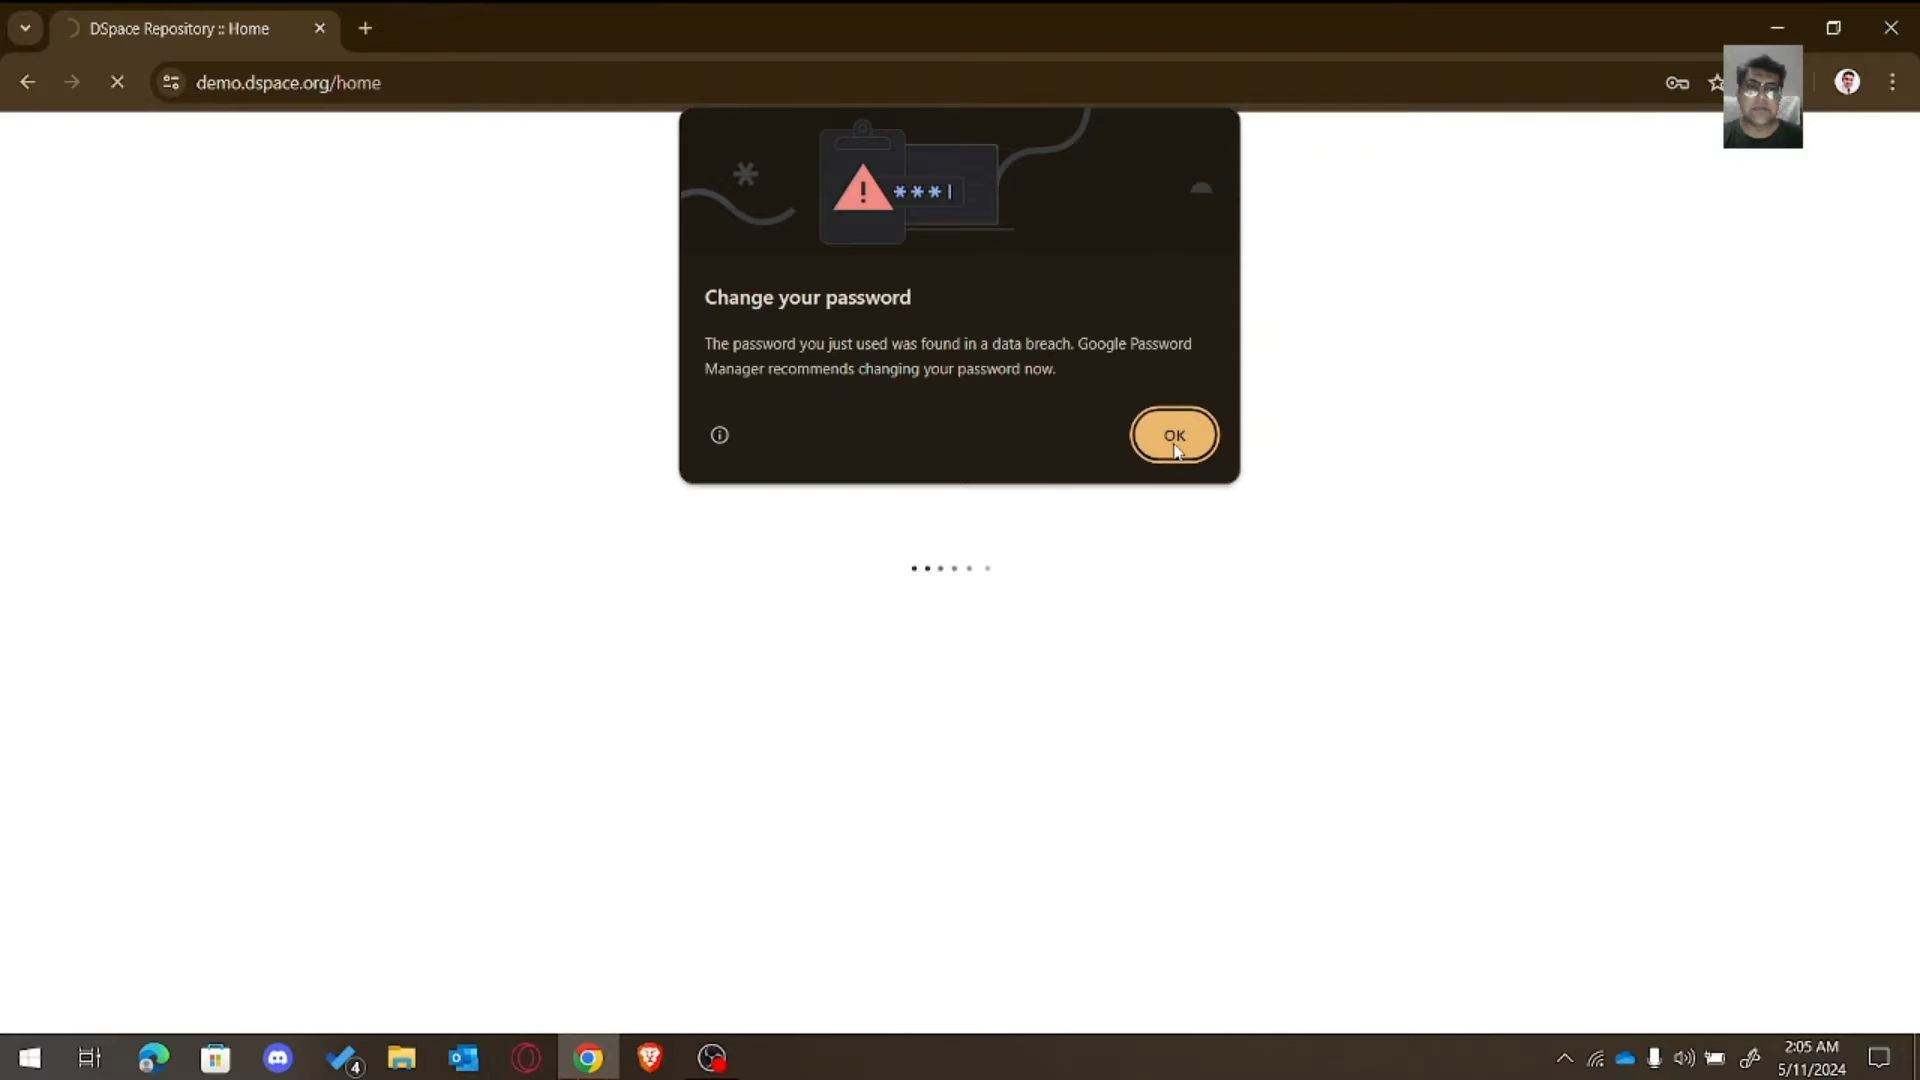 DSpace Repository :: Home
demo.dspace.org/home
***|
Change your password
The password you just used was found in a data breach. Google Password
Manager recommends changing your password now.
OK
4
2:05 AM
5/11/2024